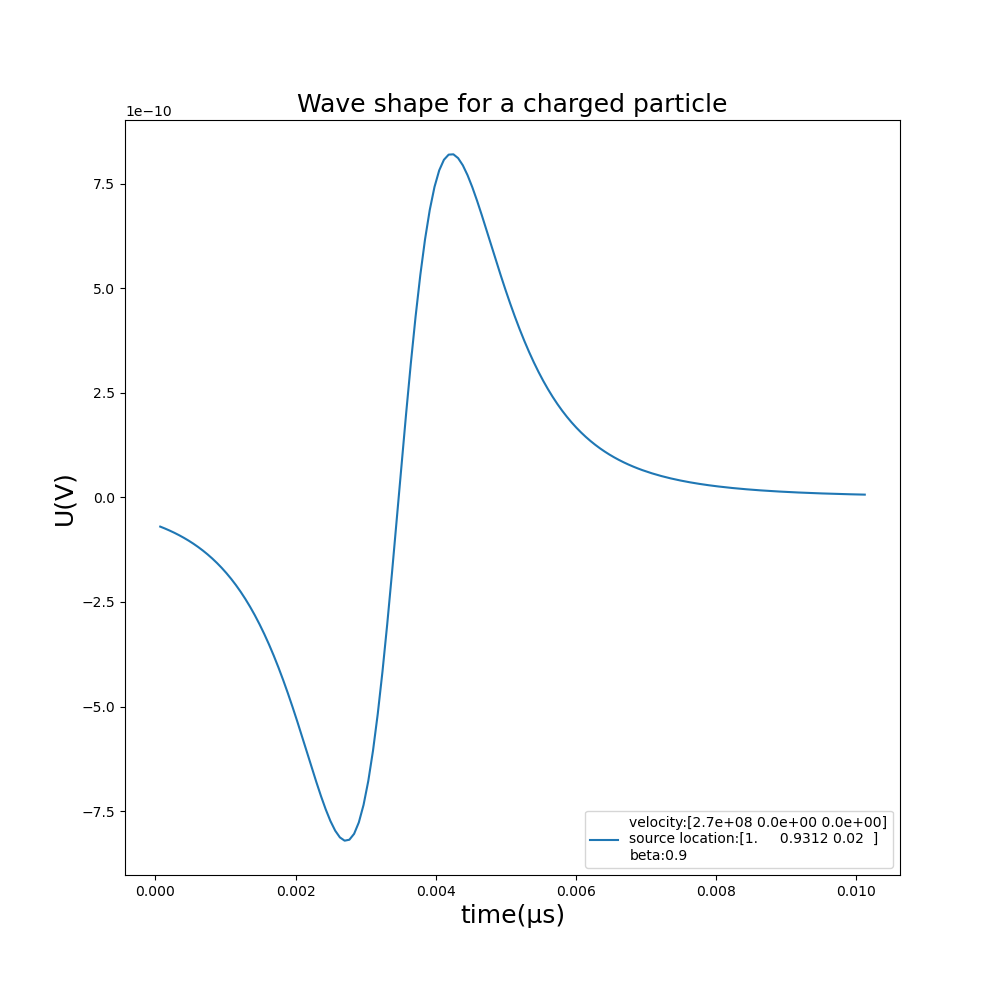 Wave shape for a charged particle
1e−10
7.5
5.0
2.5
0.0
−2.5
−5.0
−7.5
U(V)
velocity:[2.7e+08 0.0e+00 0.0e+00]
source location:[1.     0.9312 0.02  ]
beta:0.9
0.000 0.002 0.004 0.006 0.008 0.010
time(μs)